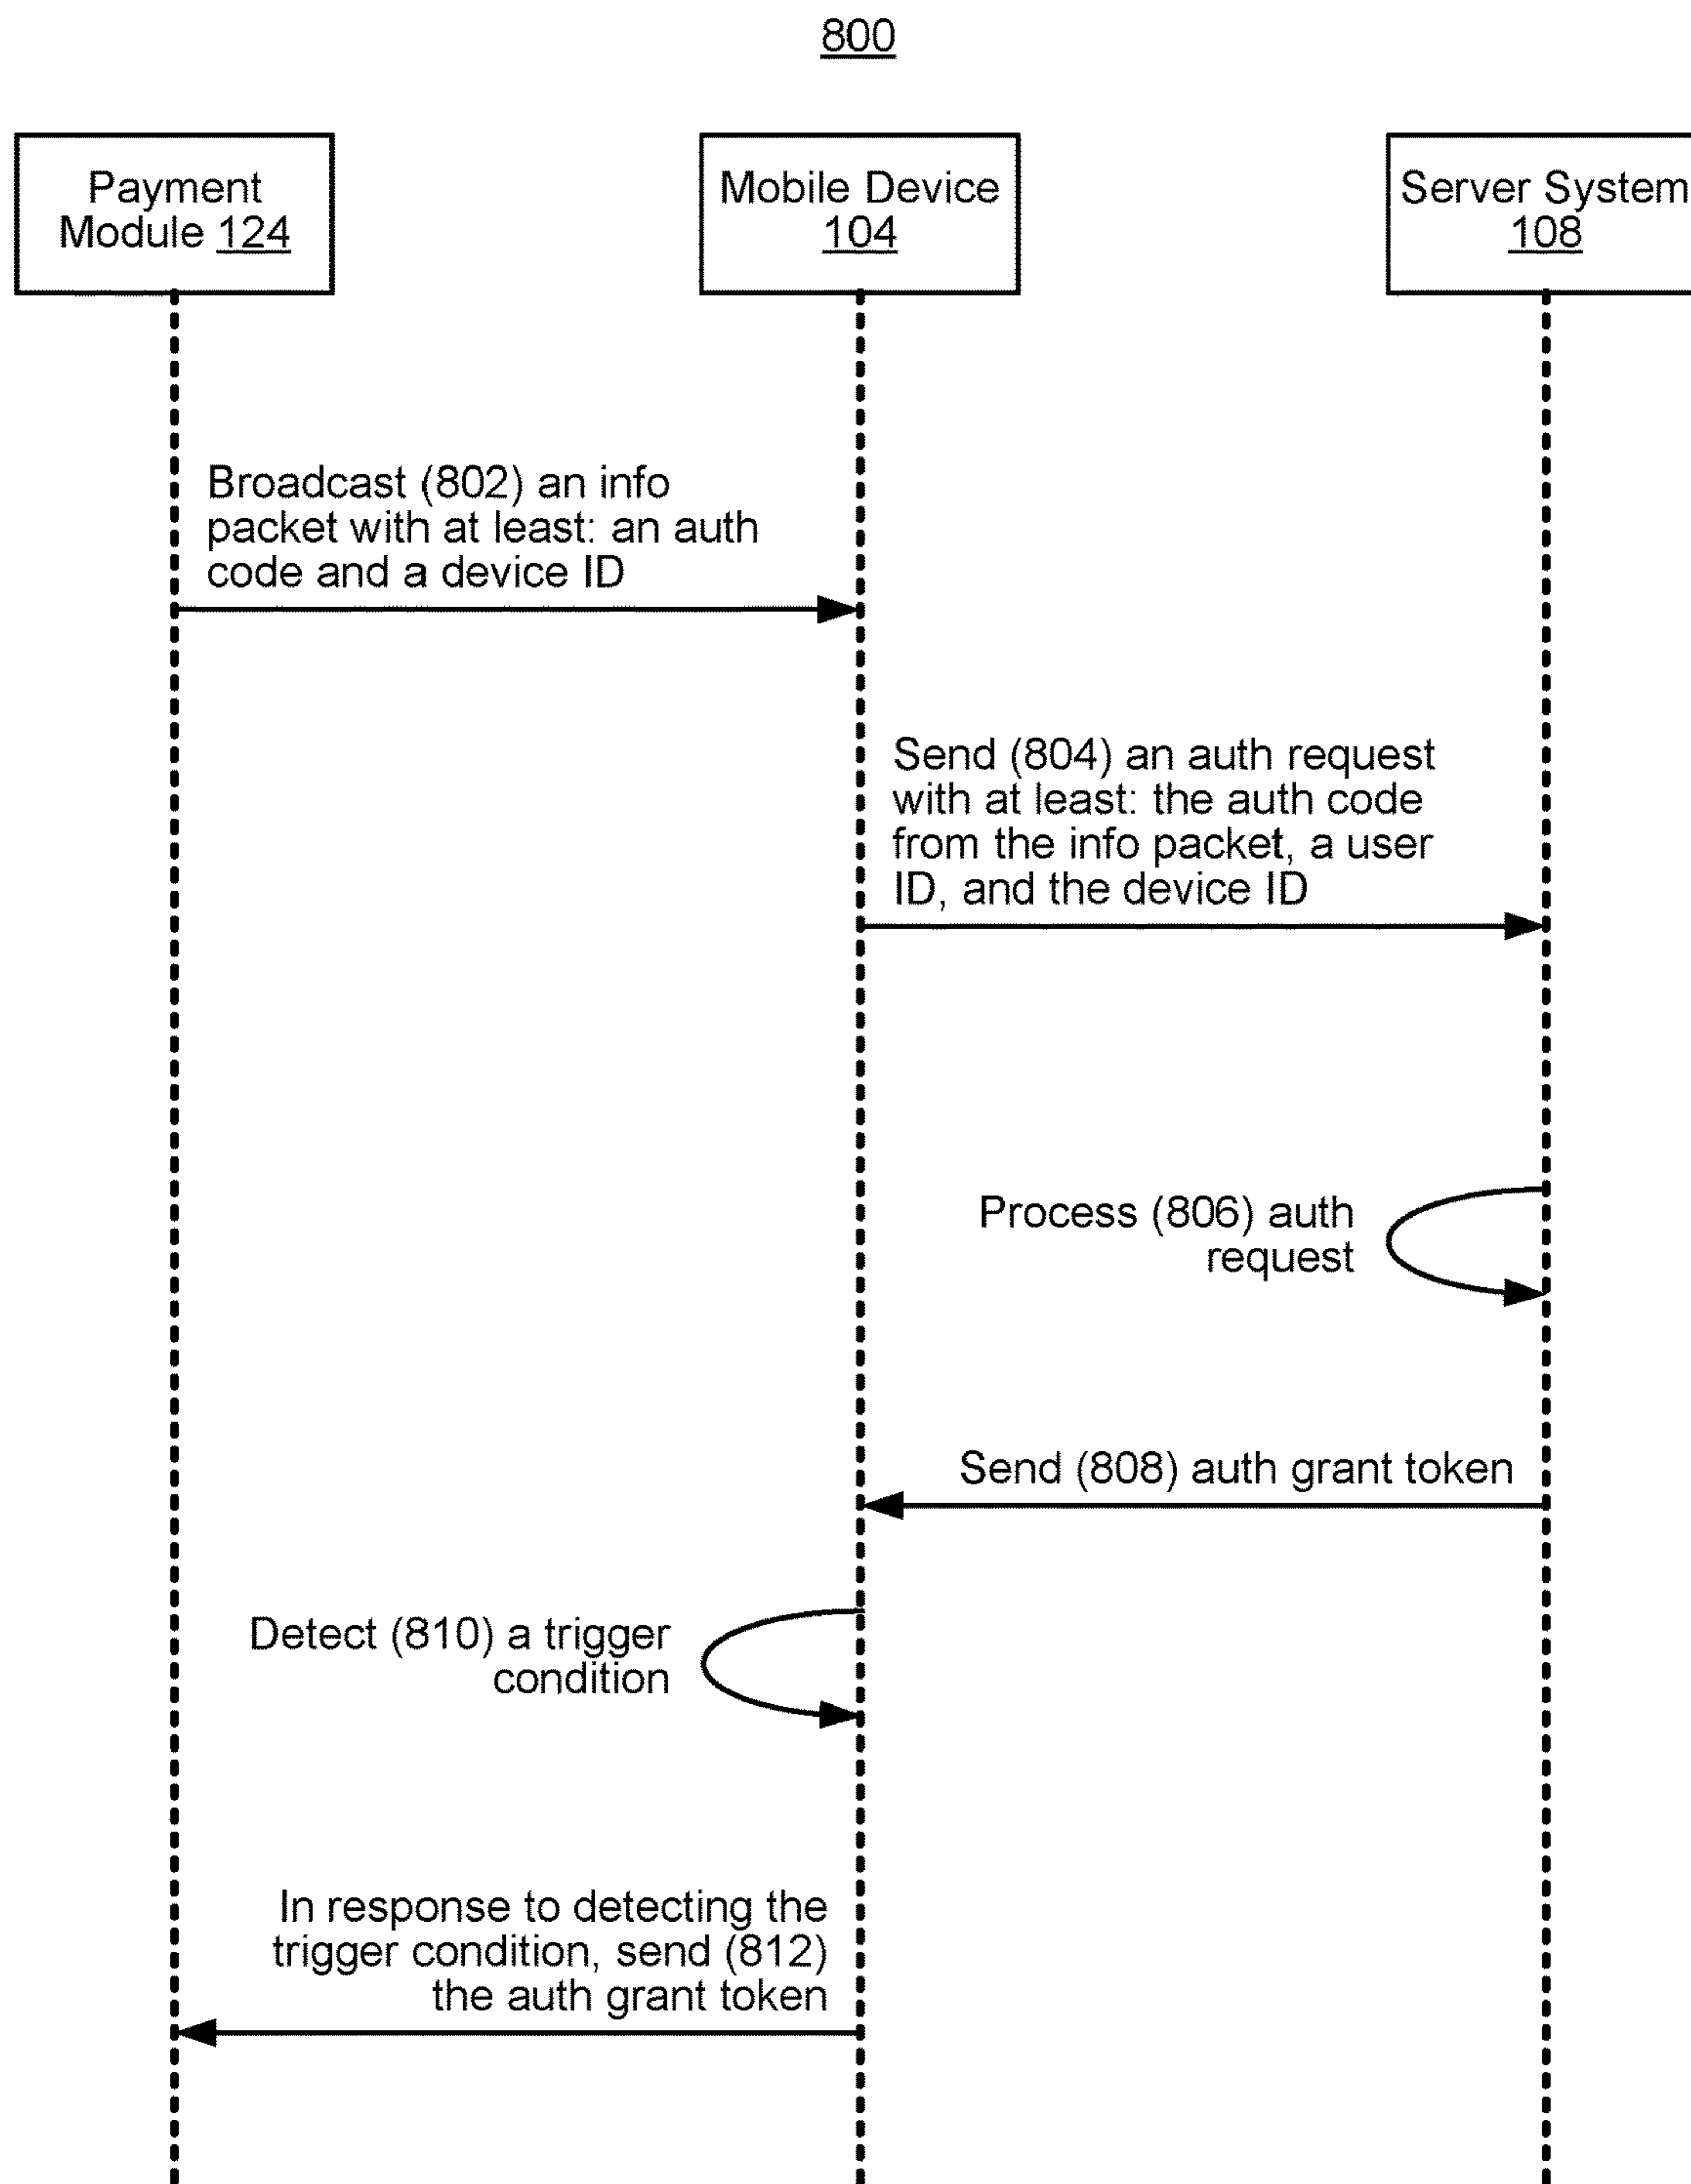 800
Payment
Module 124
Mobile Device
104
Server System
108
Broadcast (802) an info
packet with at least: an auth
code and a device ID
Send (804) an auth request
with at least: the auth code
from the info packet, a user
ID, and the device ID
Process (806) auth
request
Send (808) auth grant token
Detect (810) a trigger
condition
In response to detecting the
trigger condition, send (812)
the auth grant token